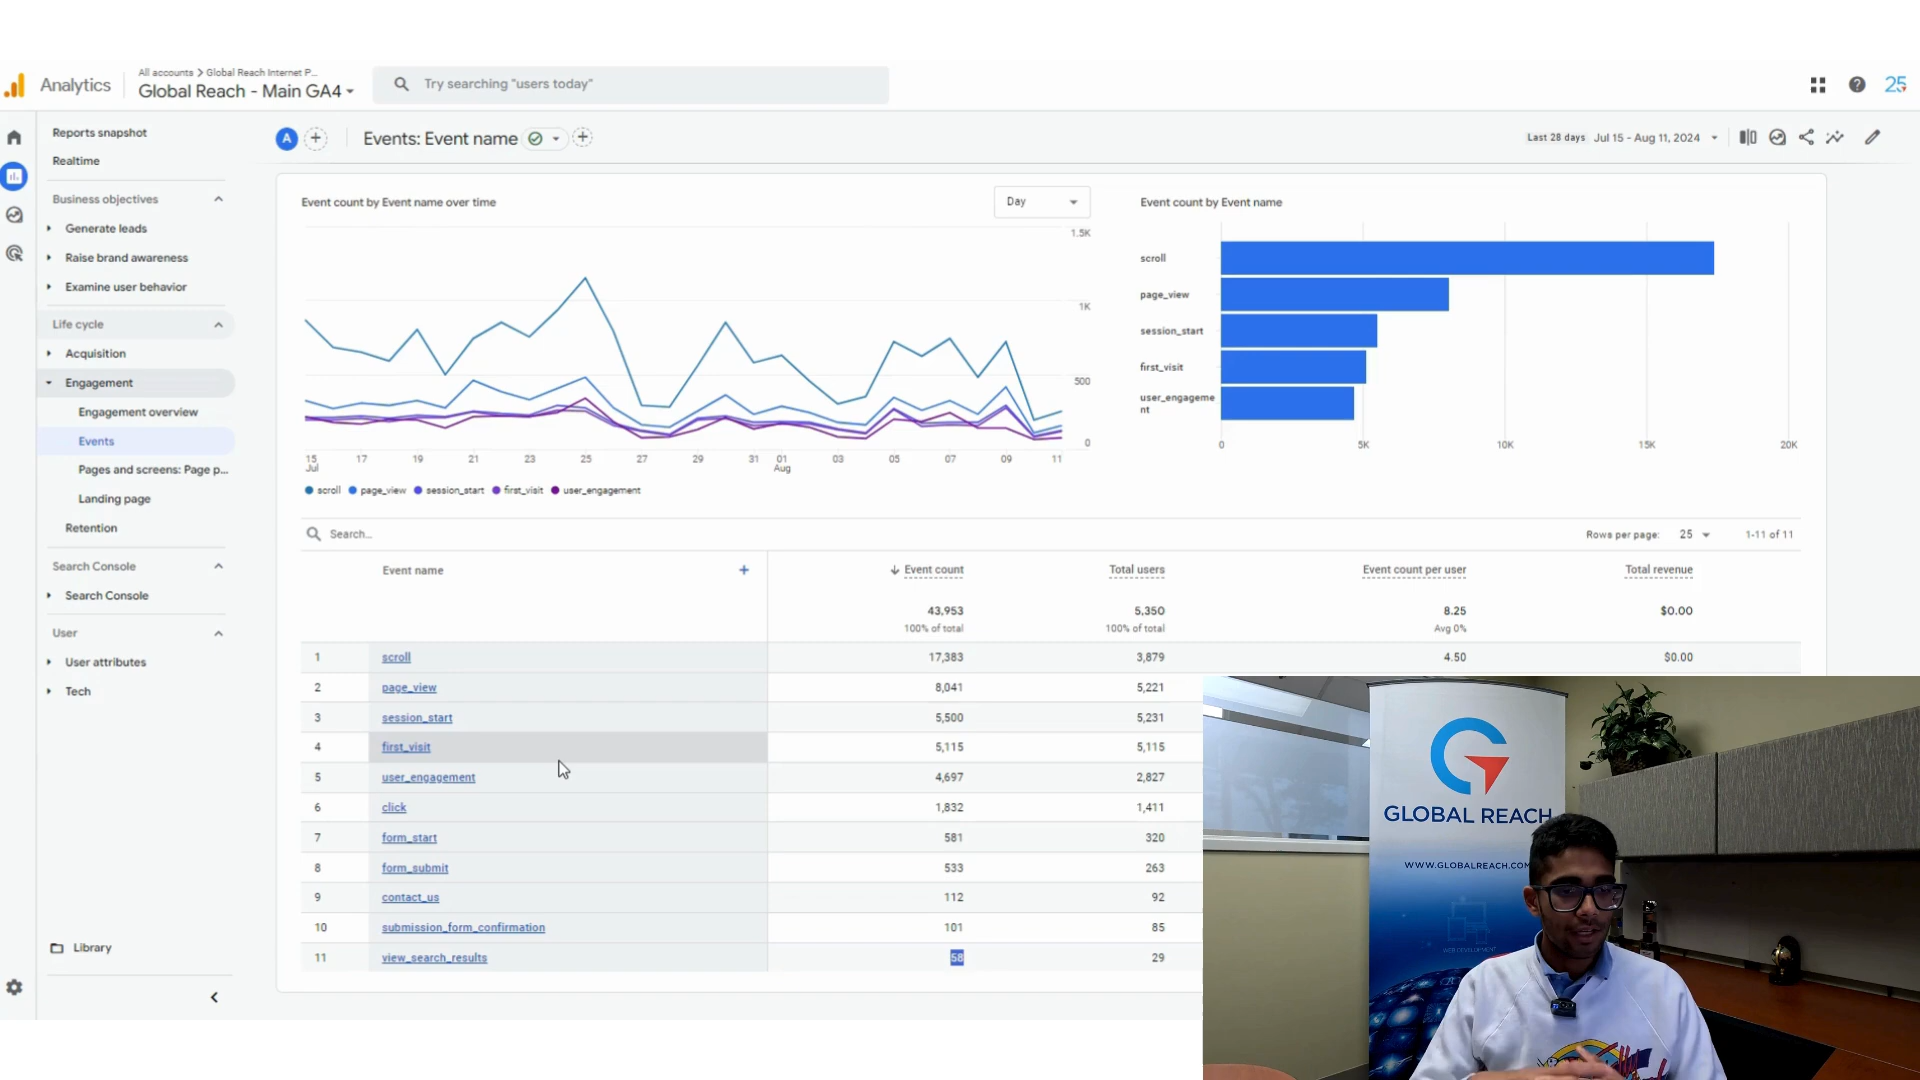 Analytics
All accounts > Global Reach Internet P...
Global Reach - Main GA4
Try searching "users today"
25
Reports snapshot
Realtime
Business objectives
Generate leads
Raise brand awareness
Examine user behavior
Life cycle
Acquisition
Engagement
Engagement overview
Events
Pages and screens: Page p...
Landing page
Retention
Search Console
Search Console
User
User attributes
Tech
Library
A
Events: Event name
Last 28 days Jul 15 - Aug 11, 2024
Event count by Event name over time
Day
1.5K
1K
500
0
15 17 19 21 23 25 27 29 31 01 03 05 07 09 11
Jul Aug
scroll page_view session_start first_visit user_engagement
Event count by Event name
scroll
page_view
session_start
first_visit
user_engageme
nt
0 5K 10K 15K 20K
Search...
Rows per page: 25 1-11 of 11
Event name + Event count Total users Event count per user Total revenue
43,953 5,350 8.25 $0.00
100% of total 100% of total Avg 0%
1 scroll 17,383 3,879 4.50 $0.00
2 page_view 8,041 5,221
3 session_start 5,500 5,231
4 first_visit 5,115 5,115
5 user_engagement 4,697 2,827
6 click 1,832 1,411
7 form_start 581 320
8 form_submit 533 263
9 contact_us 112 92
10 submission_form_confirmation 101 85
11 view_search_results 58 29
GLOBAL REACH
WWW.GLOBALREACH.COM
WEB DEVELOPMENT